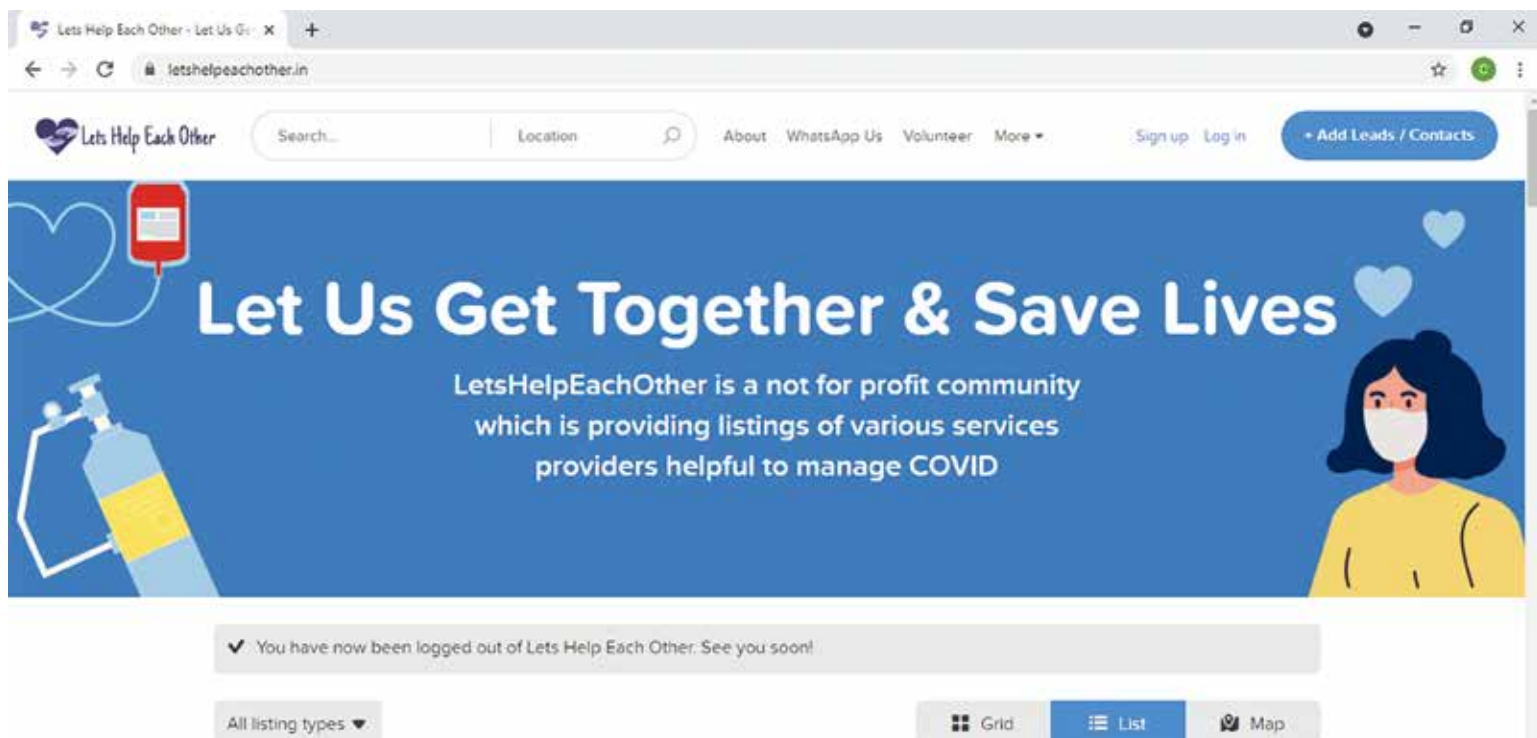 Lets Help Each Other - Let Us Ge
letshelpeachother.in
Lets Help Each Other
Search... Location About WhatsApp Us Volunteer More Sign up Log in + Add Leads / Contacts
Let Us Get Together & Save Lives
LetsHelpEachOther is a not for profit community
which is providing listings of various services
providers helpful to manage COVID
You have now been logged out of Lets Help Each Other. See you soon!
All listing types Grid List Map